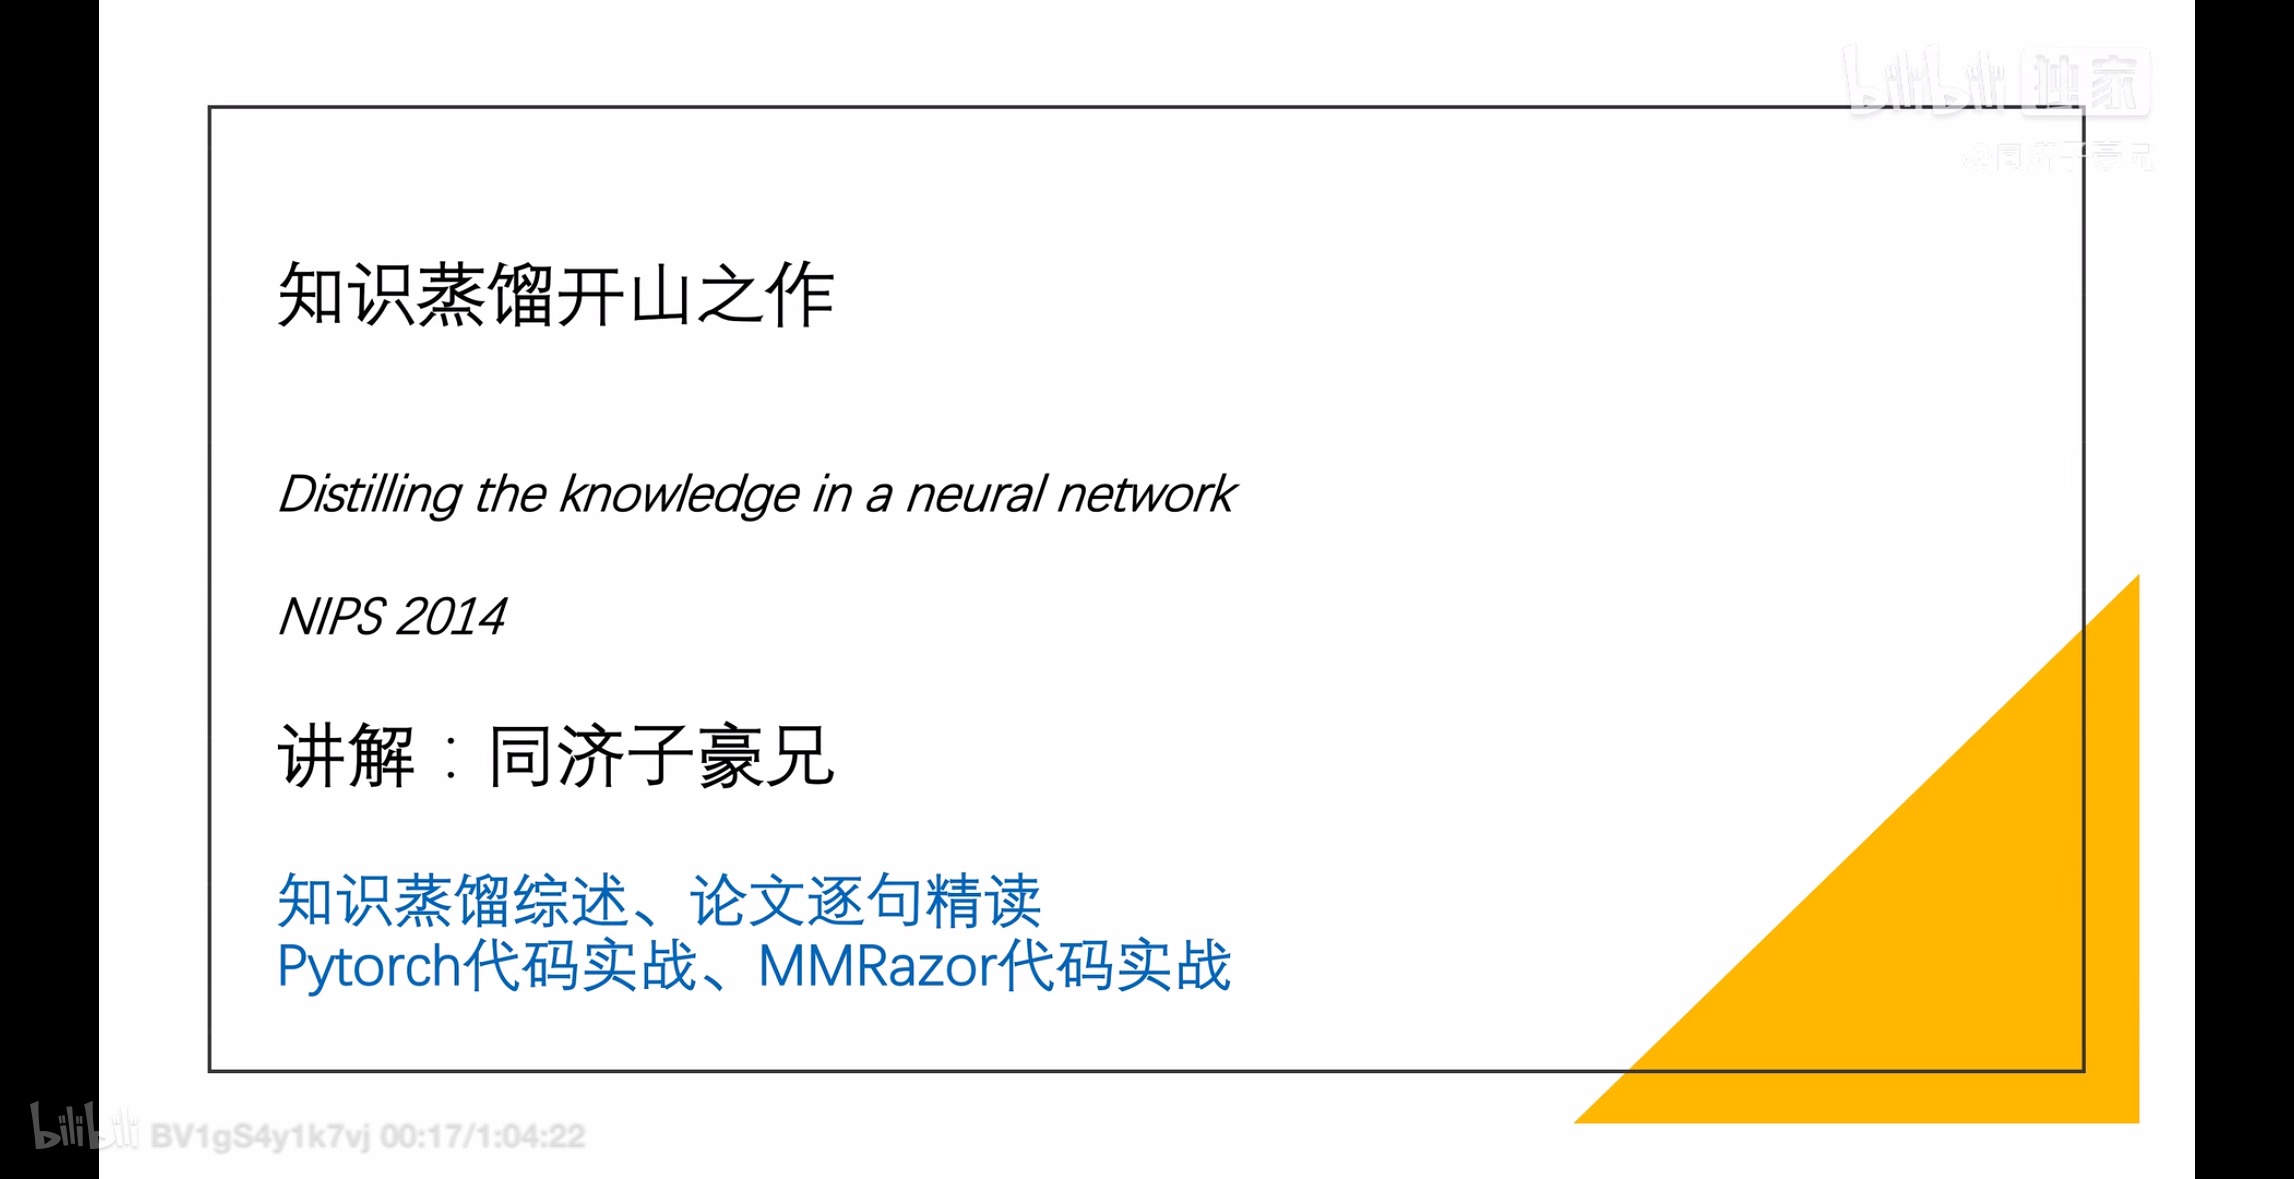 bilibili 独家
@同济子豪兄
知识蒸馏开山之作
Distilling the knowledge in a neural network
NIPS 2014
讲解：同济子豪兄
知识蒸馏综述、论文逐句精读
Pytorch代码实战、MMRazor代码实战
bilibili BV1gS4y1k7vj 00:17/1:04:22